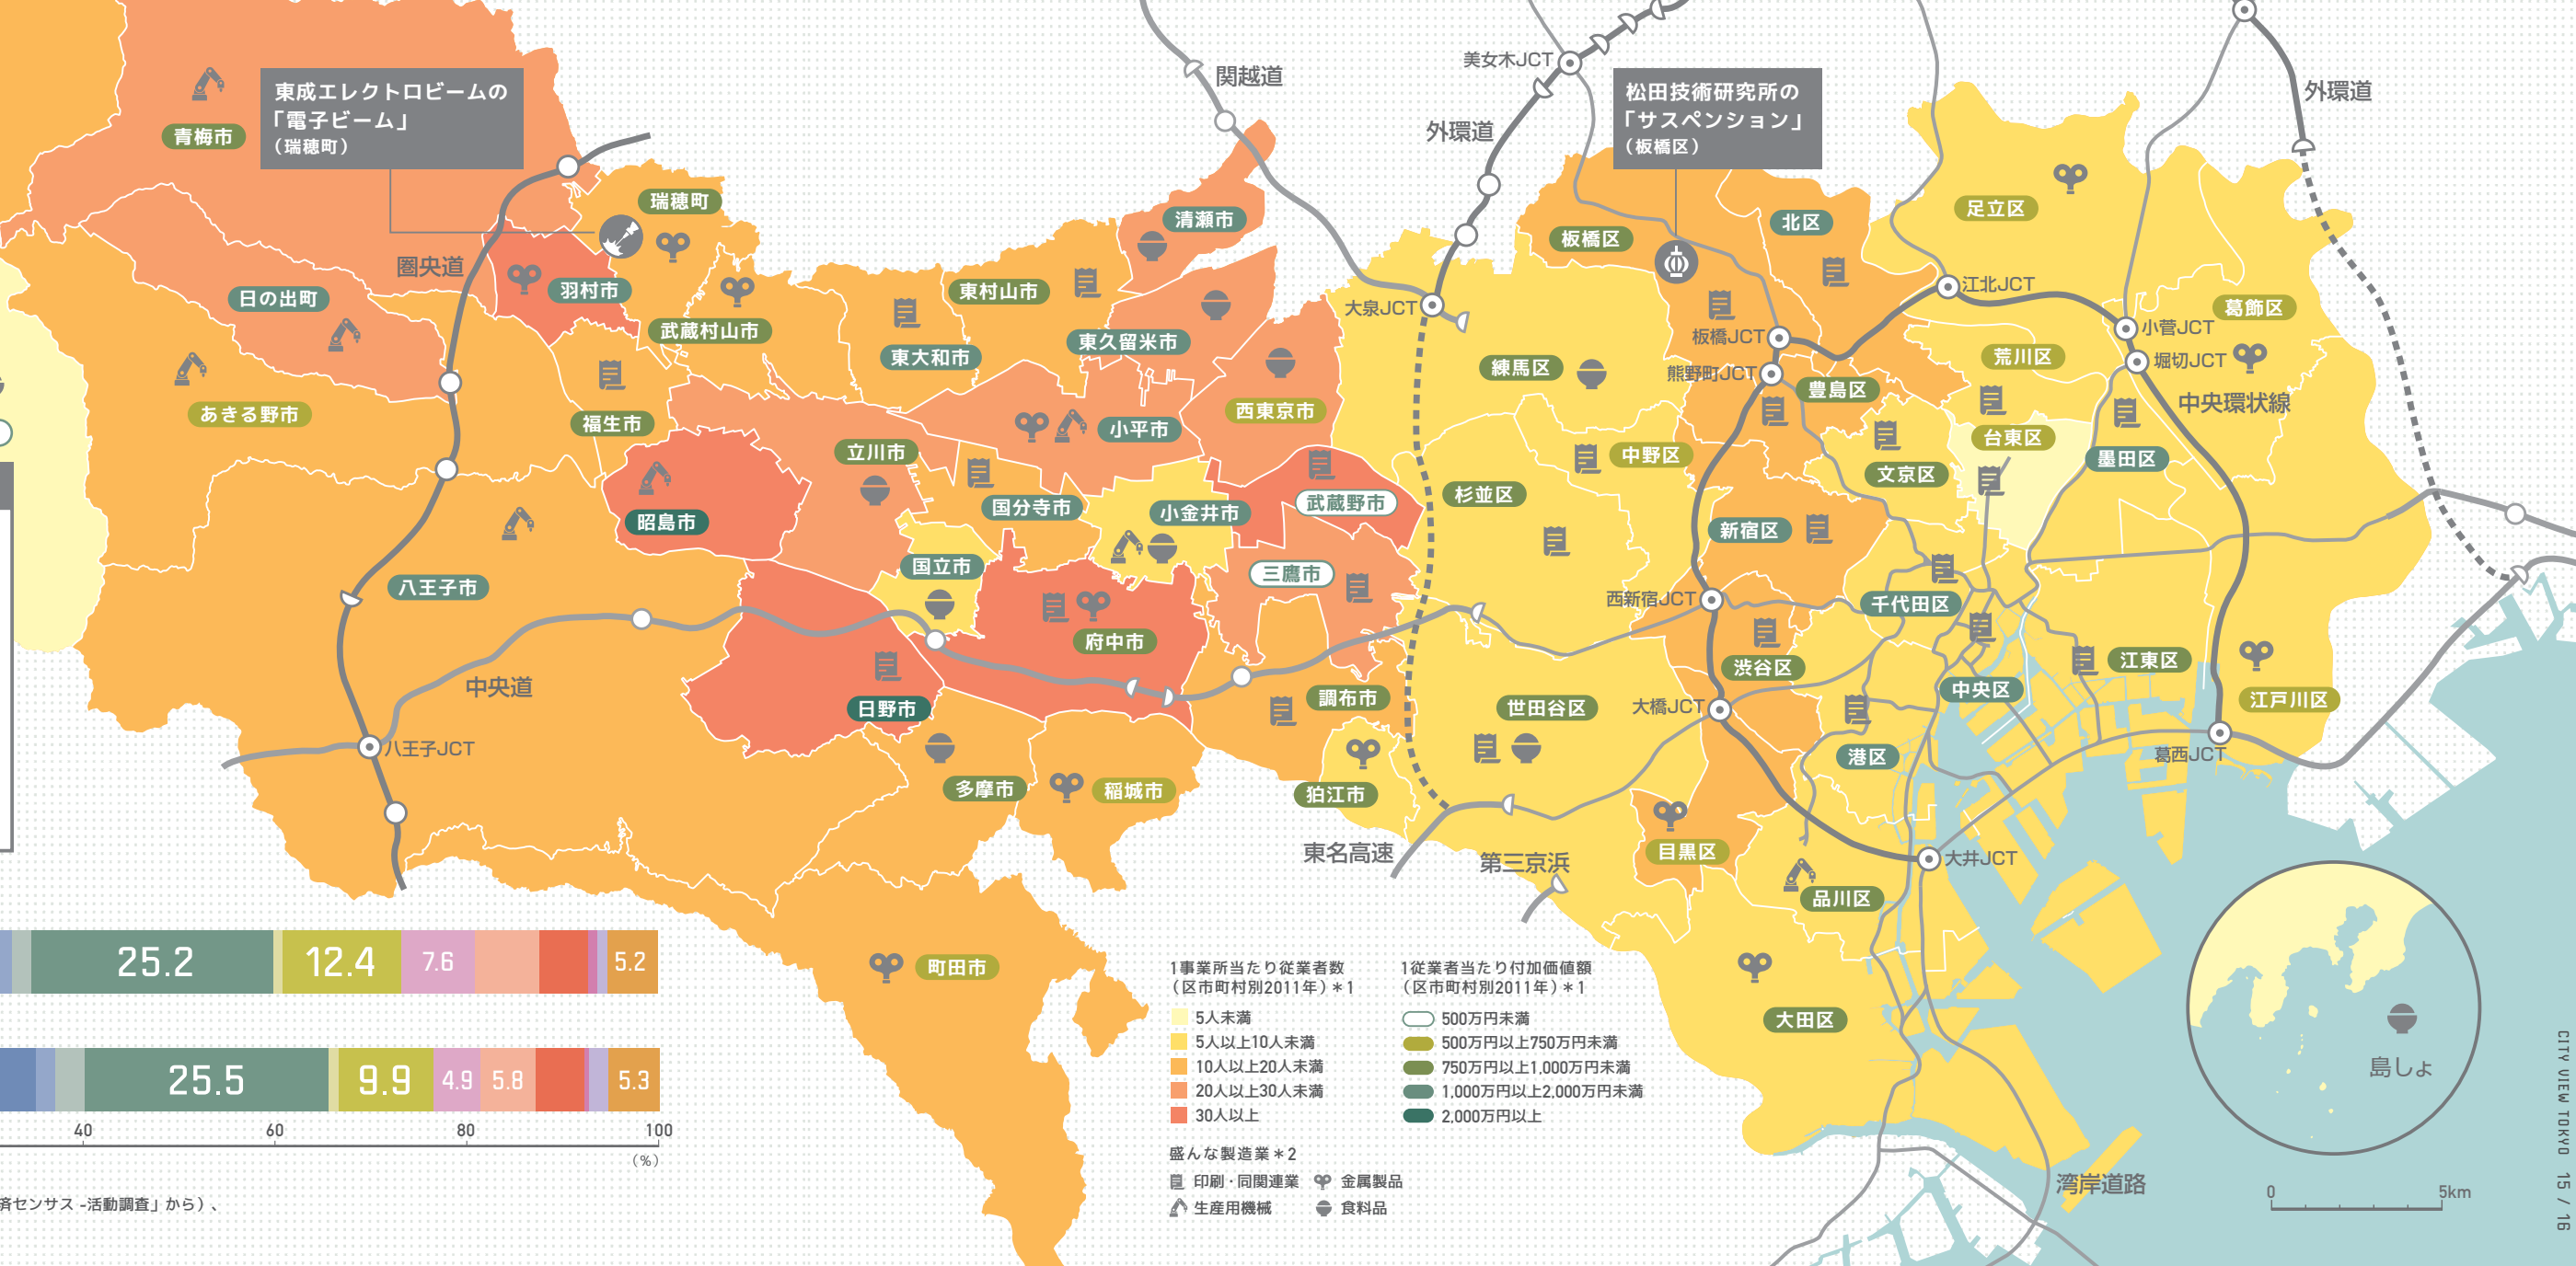 東成エレクトロビームの
「電子ビーム」
（瑞穂町）
松田技術研究所の
「サスペンション」
（板橋区）
美女木JCT
関越道
外環道
外環道
青梅市
瑞穂町
清瀬市
板橋区
北区
足立区
圏央道
羽村市
日の出町
武蔵村山市
東村山市
東大和市
東久留米市
大泉JCT
江北JCT
小菅JCT
葛飾区
板橋JCT
堀切JCT
熊野町JCT
荒川区
練馬区
豊島区
中央環状線
あきる野市
福生市
立川市
小平市
西東京市
中野区
文京区
台東区
墨田区
昭島市
国分寺市
小金井市
武蔵野市
杉並区
新宿区
八王子市
国立市
三鷹市
西新宿JCT
千代田区
府中市
中央道
日野市
調布市
世田谷区
渋谷区
大橋JCT
中央区
江東区
江戸川区
八王子JCT
多摩市
稲城市
狛江市
港区
葛西JCT
東名高速
第三京浜
目黒区
大井JCT
品川区
町田市
大田区
湾岸道路
島しょ
25.2
12.4
7.6
5.2
25.5
9.9
4.9
5.8
5.3
40
60
80
100
（%）
済センサス -活動調査」から）、
1事業所当たり従業者数
（区市町村別2011年）＊1
5人未満
5人以上10人未満
10人以上20人未満
20人以上30人未満
30人以上
1従業者当たり付加価値額
（区市町村別2011年）＊1
500万円未満
500万円以上750万円未満
750万円以上1,000万円未満
1,000万円以上2,000万円未満
2,000万円以上
盛んな製造業＊2
印刷・同関連業
金属製品
生産用機械
食料品
0
5km
CITY VIEW TOKYO 15 / 16